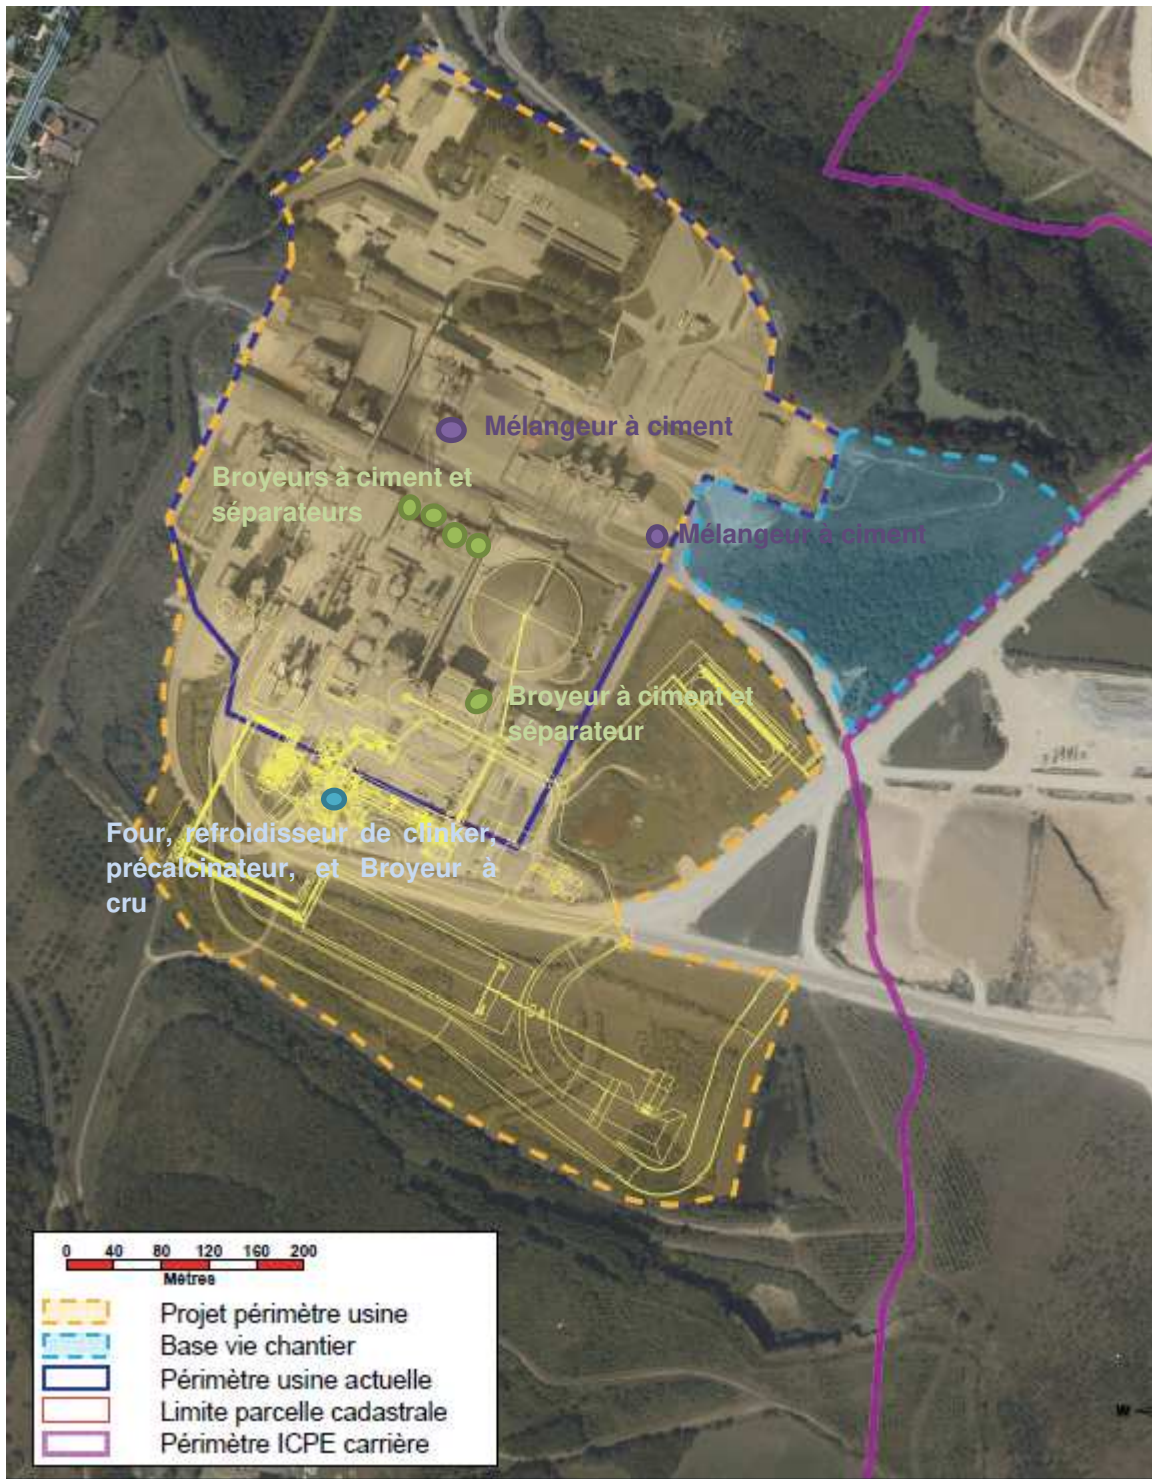 Mélangeur à ciment
Broyeurs à ciment et
séparateurs
Mélangeur à ciment
Broyeur à ciment et
séparateur
Four, refroidisseur de clinker,
précalcinateur, et Broyeur à
cru
0 40 80 120 160 200
Mètres
Projet périmètre usine
Base vie chantier
Périmètre usine actuelle
Limite parcelle cadastrale
Périmètre ICPE carrière
W